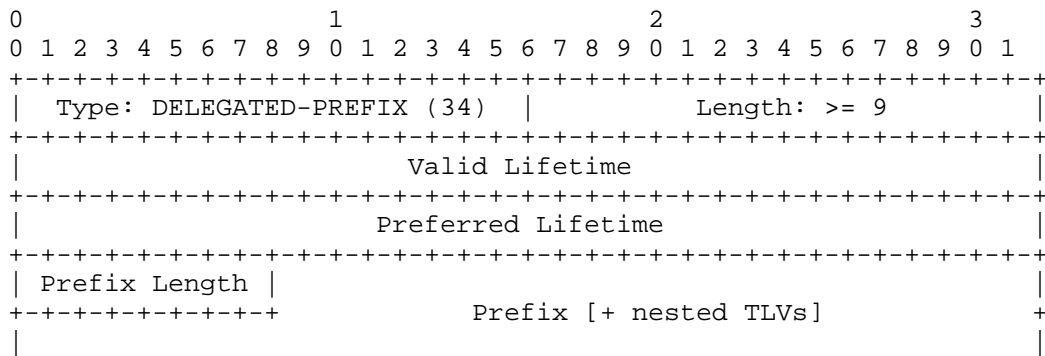 0                   1                   2                   3
0 1 2 3 4 5 6 7 8 9 0 1 2 3 4 5 6 7 8 9 0 1 2 3 4 5 6 7 8 9 0 1
+-+-+-+-+-+-+-+-+-+-+-+-+-+-+-+-+-+-+-+-+-+-+-+-+-+-+-+-+-+-+-+-+
|  Type: DELEGATED-PREFIX (34)  |          Length: >= 9         |
+-+-+-+-+-+-+-+-+-+-+-+-+-+-+-+-+-+-+-+-+-+-+-+-+-+-+-+-+-+-+-+-+
|                        Valid Lifetime                         |
+-+-+-+-+-+-+-+-+-+-+-+-+-+-+-+-+-+-+-+-+-+-+-+-+-+-+-+-+-+-+-+-+
|                      Preferred Lifetime                       |
+-+-+-+-+-+-+-+-+-+-+-+-+-+-+-+-+-+-+-+-+-+-+-+-+-+-+-+-+-+-+-+-+
| Prefix Length |                                               |
+-+-+-+-+-+-+-+-+            Prefix [+ nested TLVs]             +
|                                                               |